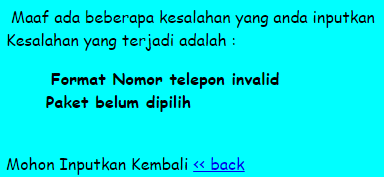 Maaf ada beberapa kesalahan yang anda inputkan
Kesalahan yang terjadi adalah :
Format Nomor telepon invalid
Paket belum dipilih
Mohon Inputkan Kembali << back